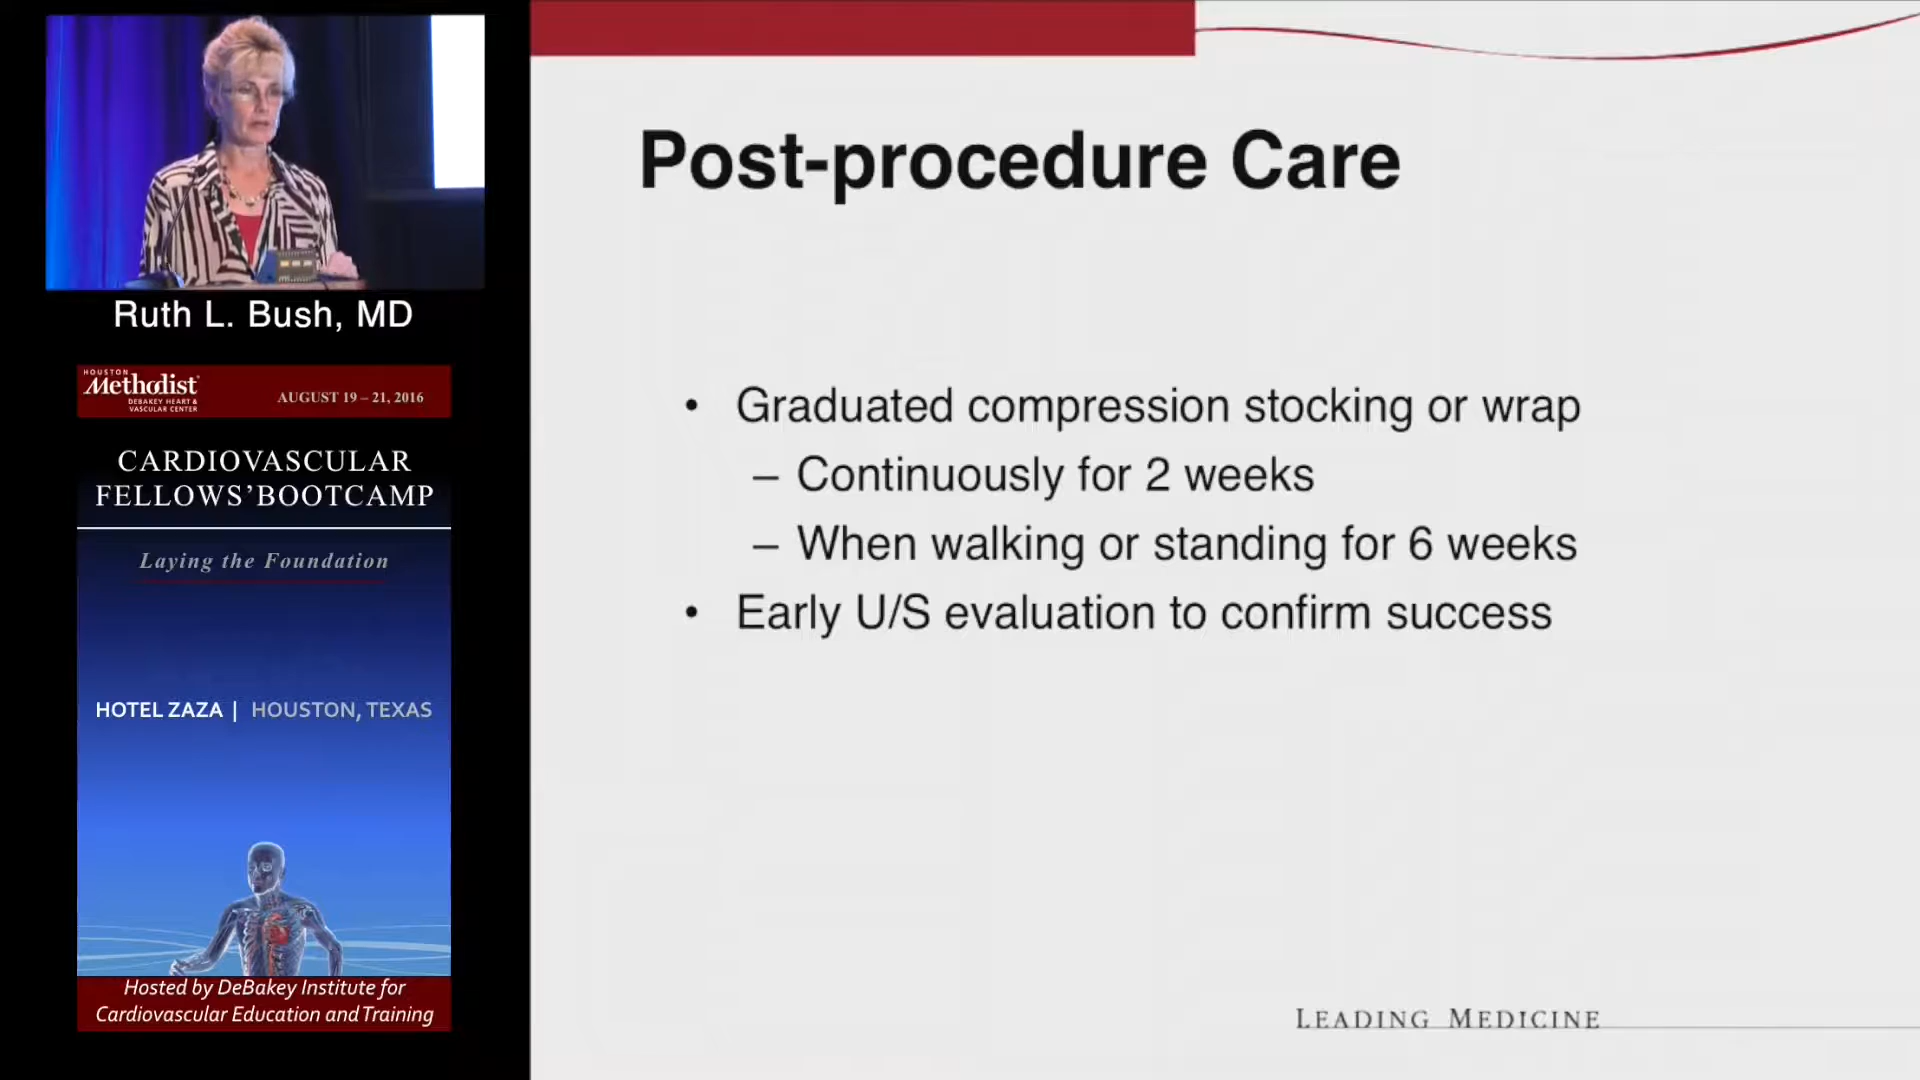 Ruth L. Bush, MD
HOUSTON
Methodist
DEBAKEY HEART &
VASCULAR CENTER
AUGUST 19 – 21, 2016
CARDIOVASCULAR
FELLOWS’BOOTCAMP
Laying the Foundation
HOTEL ZAZA | HOUSTON, TEXAS
Hosted by DeBakey Institute for
Cardiovascular Education and Training
Post-procedure Care
• Graduated compression stocking or wrap
– Continuously for 2 weeks
– When walking or standing for 6 weeks
• Early U/S evaluation to confirm success
LEADING MEDICINE